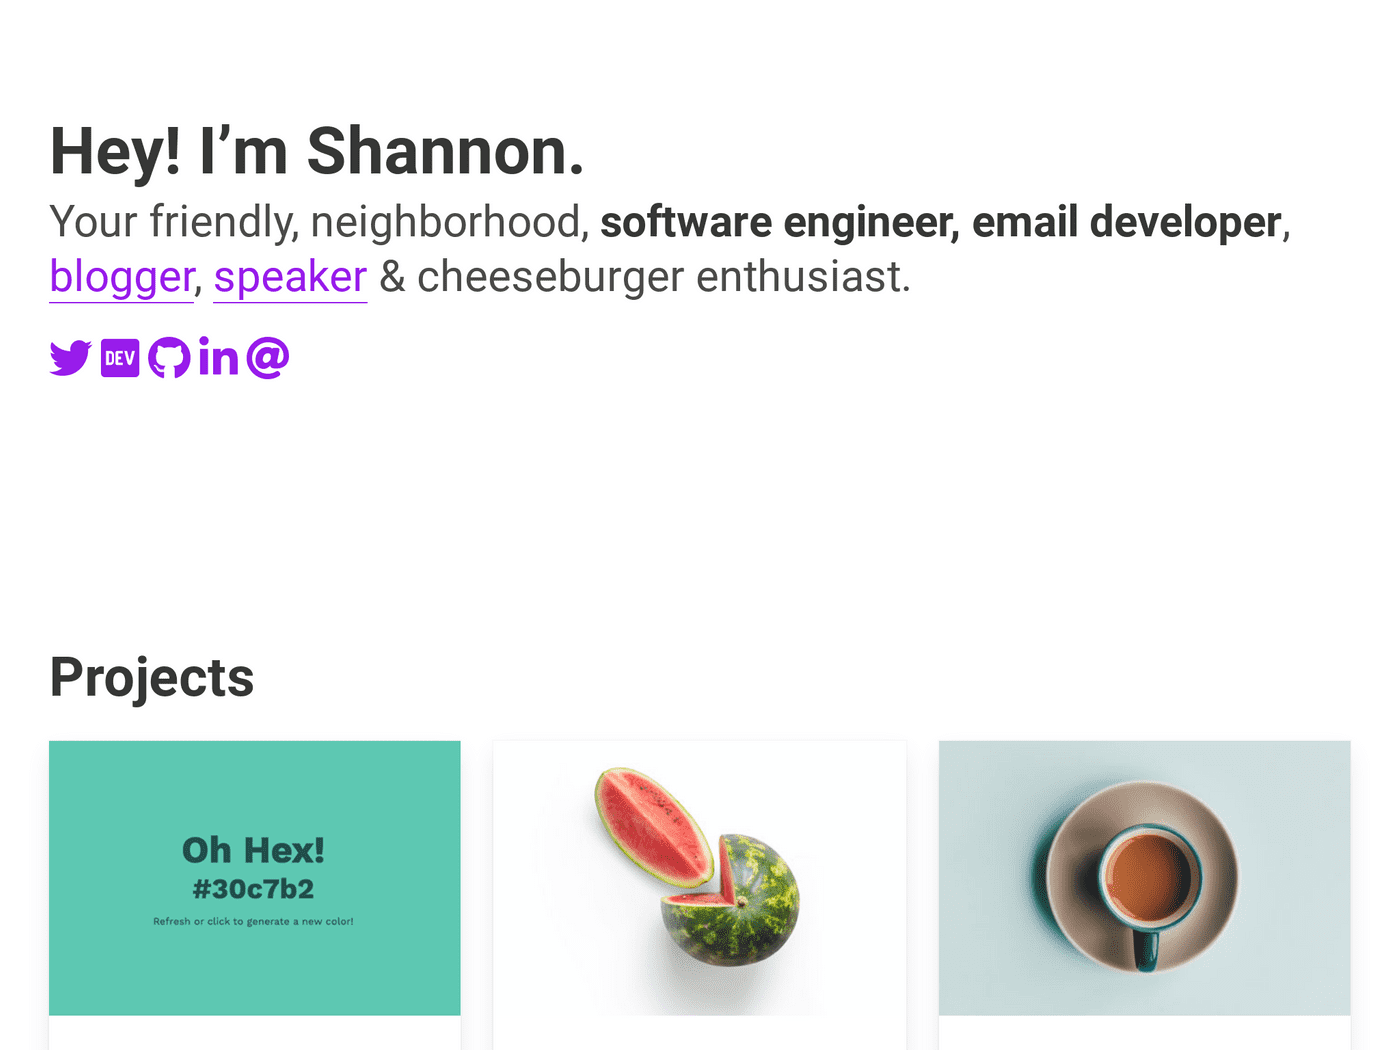 Hey! I’m Shannon.
Your friendly, neighborhood, software engineer, email developer,
blogger, speaker & cheeseburger enthusiast.
DEV in @
Projects
Oh Hex!
#30c7b2
Refresh or click to generate a new color!